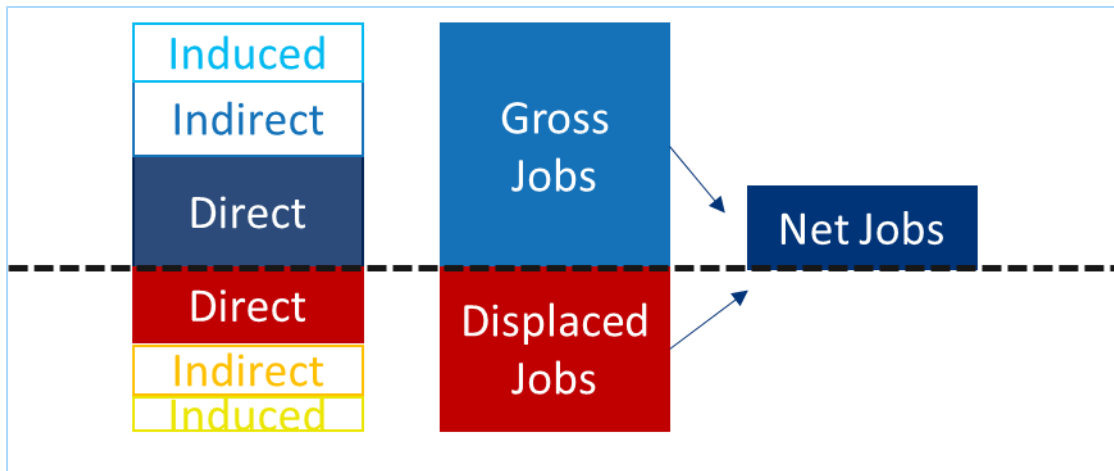 Induced
Indirect
Direct
Direct
Indirect
Induced
Gross
Jobs
Displaced
Jobs
Net Jobs